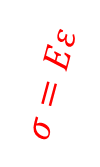 σ = Eε